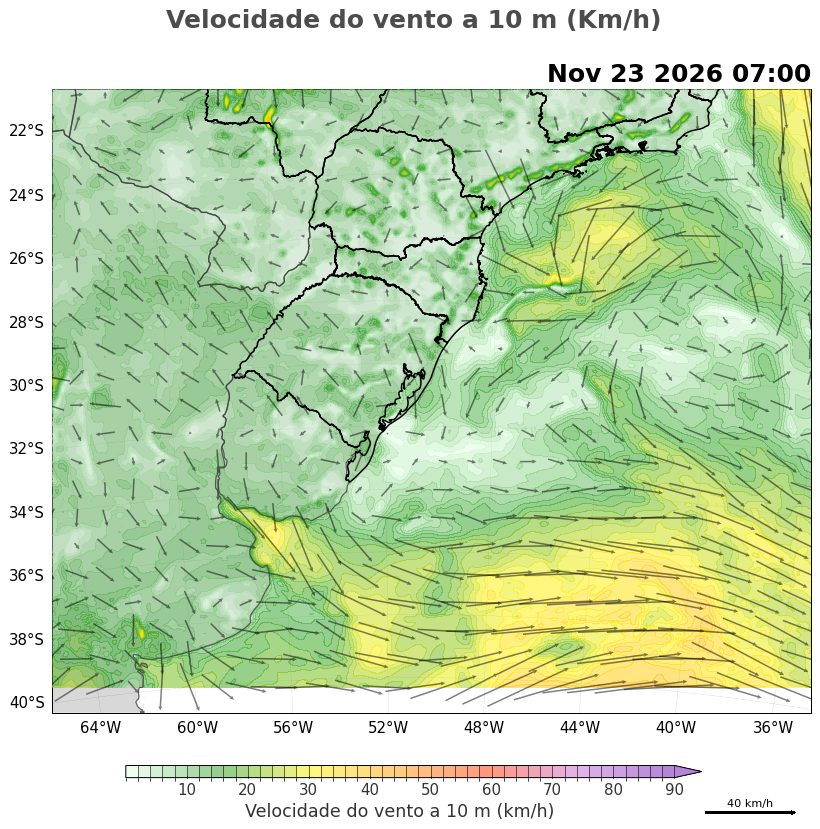 Velocidade do vento a 10 m (Km/h)
Nov 23 2026 07:00
22°S
24°S
26°S
28°S
30°S
32°S
34°S
36°S
38°S
40°S
64°W 60°W 56°W 52°W 48°W 44°W 40°W 36°W
10 20 30 40 50 60 70 80 90
Velocidade do vento a 10 m (km/h)
40 km/h